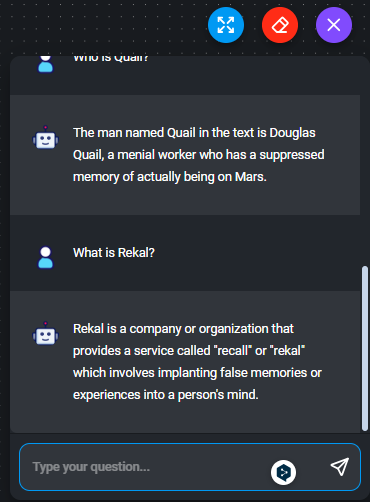 Who is Quail?
The man named Quail in the text is Douglas
Quail, a menial worker who has a suppressed
memory of actually being on Mars.
What is Rekal?
Rekal is a company or organization that
provides a service called "recall" or "rekal"
which involves implanting false memories or
experiences into a person's mind.
Type your question...